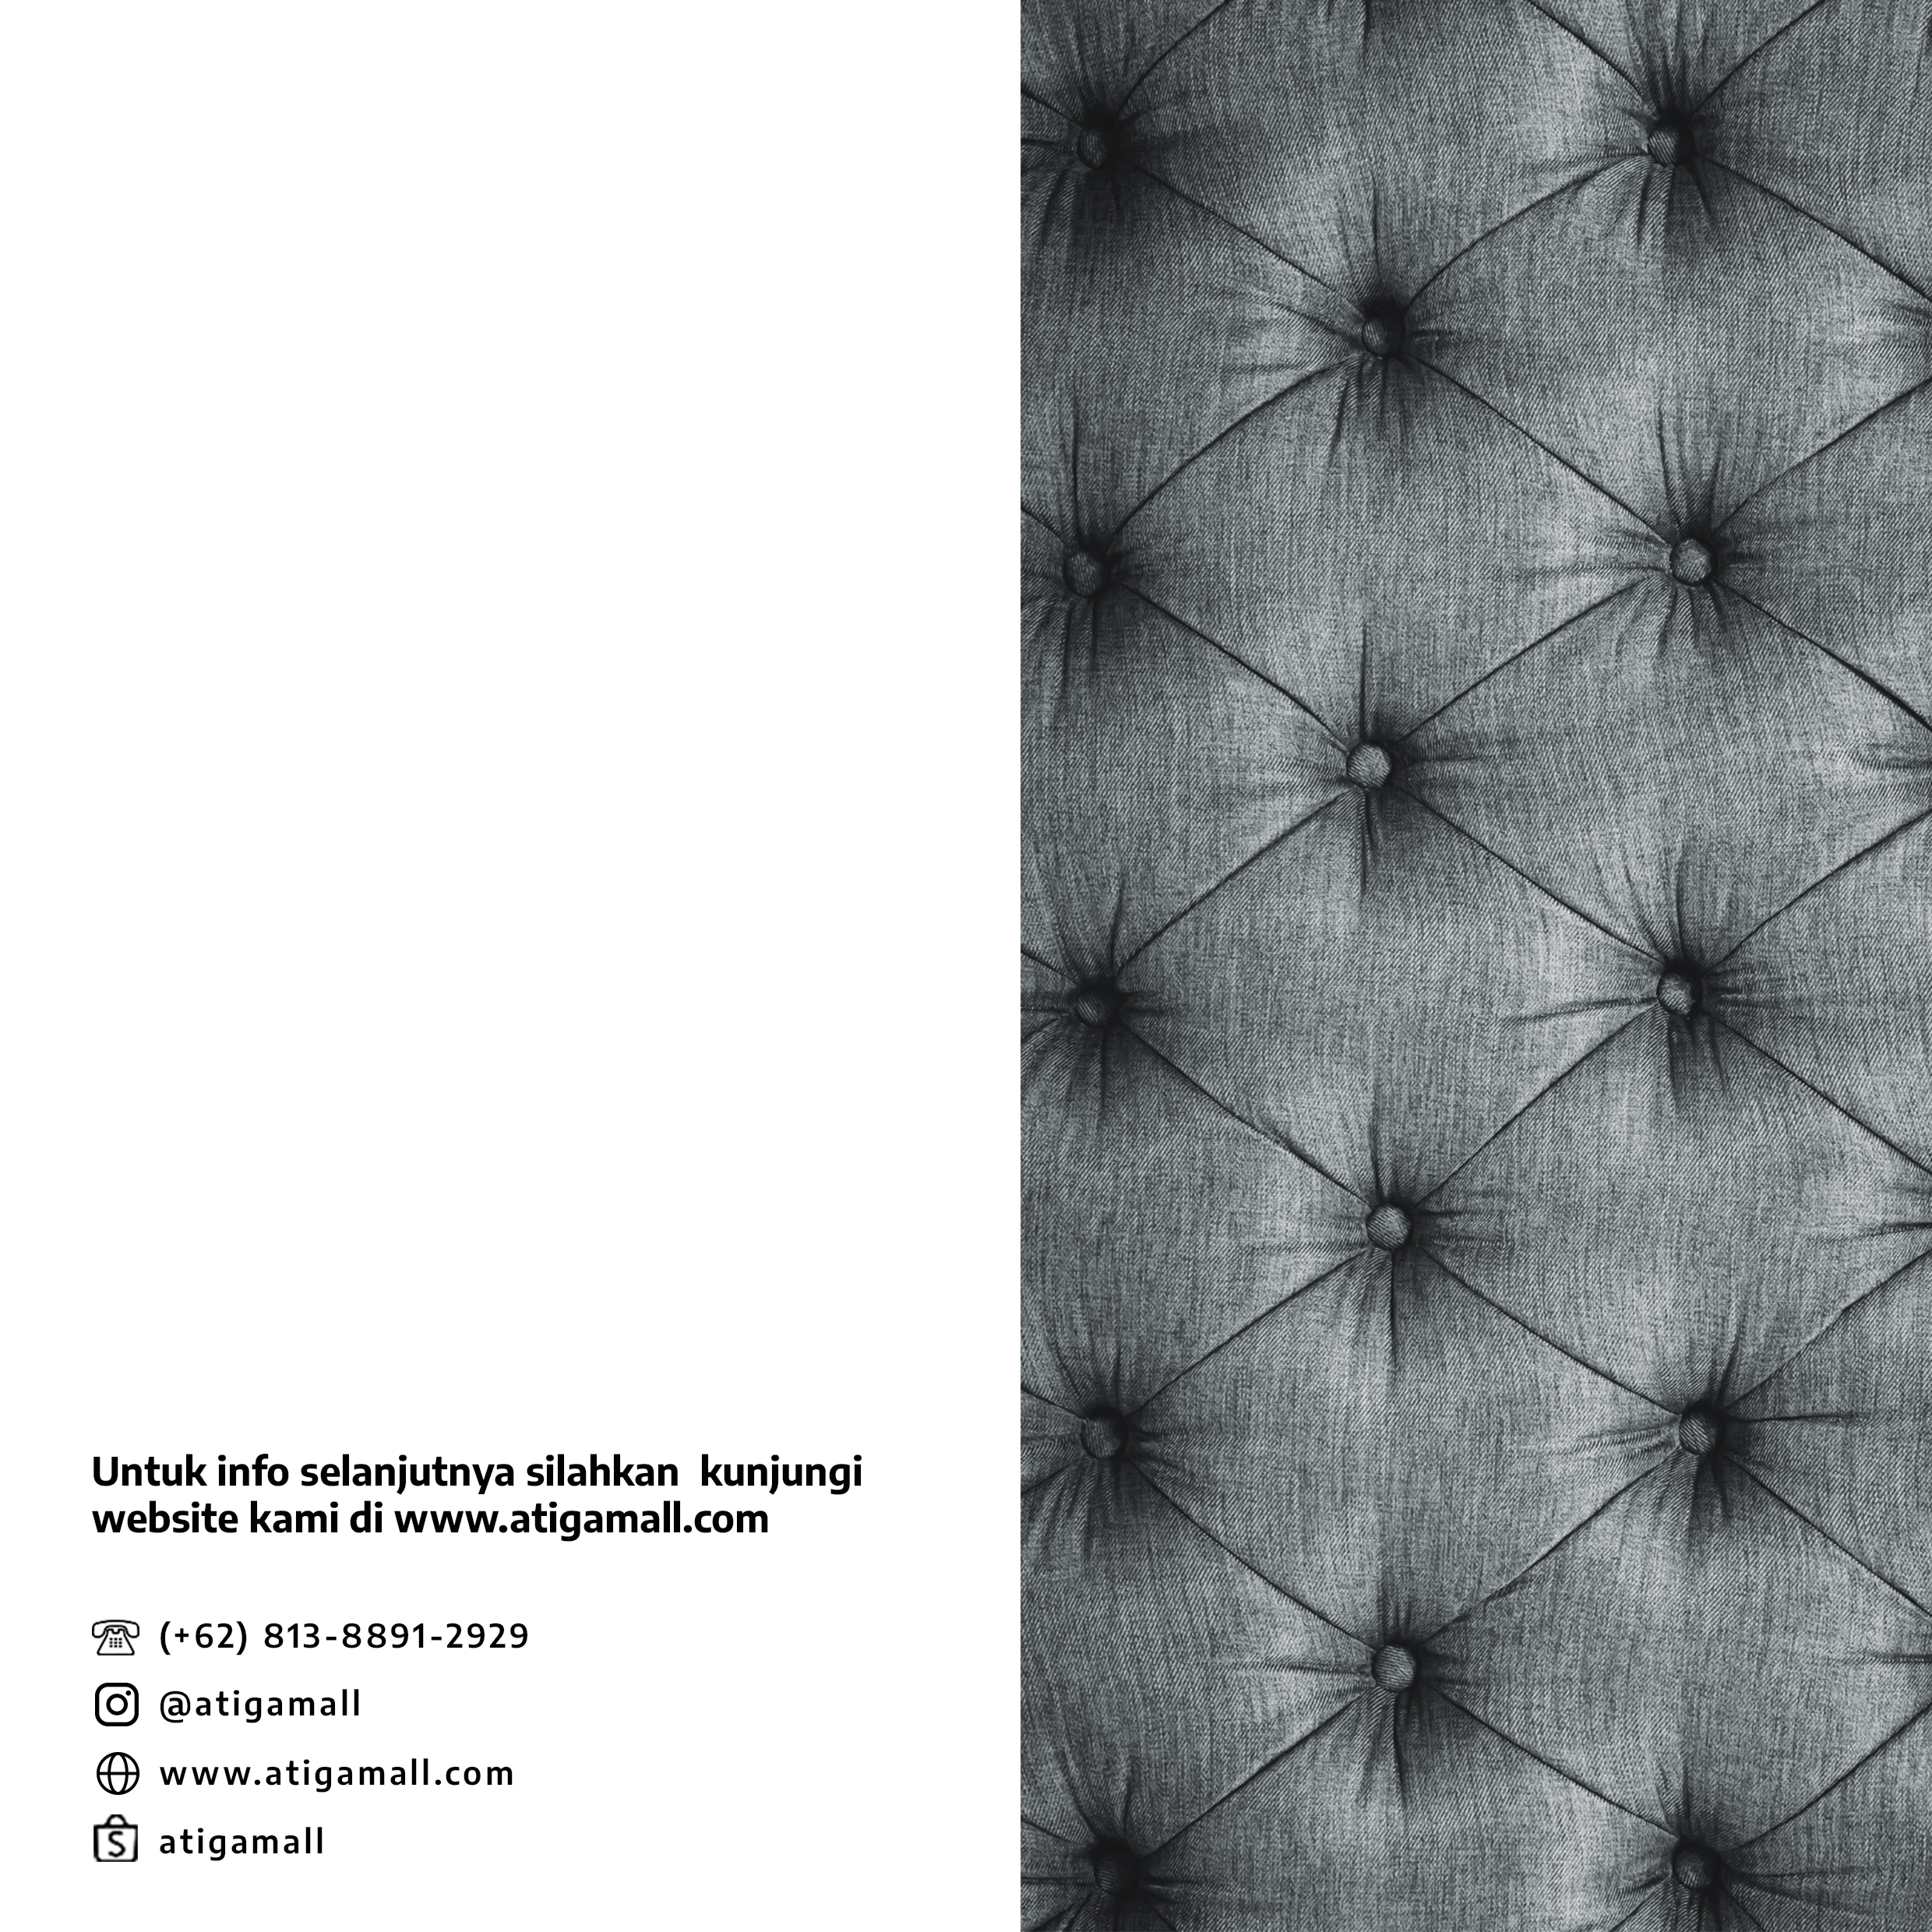 Untuk info selanjutnya silahkan  kunjungi
website kami di www.atigamall.com
(+62) 813-8891-2929
@atigamall
www.atigamall.com
atigamall